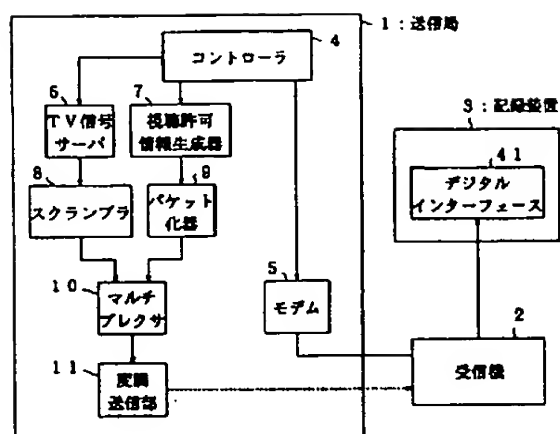 1：送信局
4
コントローラ
6
TV信号
サーバ
7
視聴許可
情報生成器
3：記録装置
41
デジタル
インターフェース
8
スクランブラ
9
パケット
化器
10
マルチ
プレクサ
5
モデム
2
受信機
11
変調
送信部